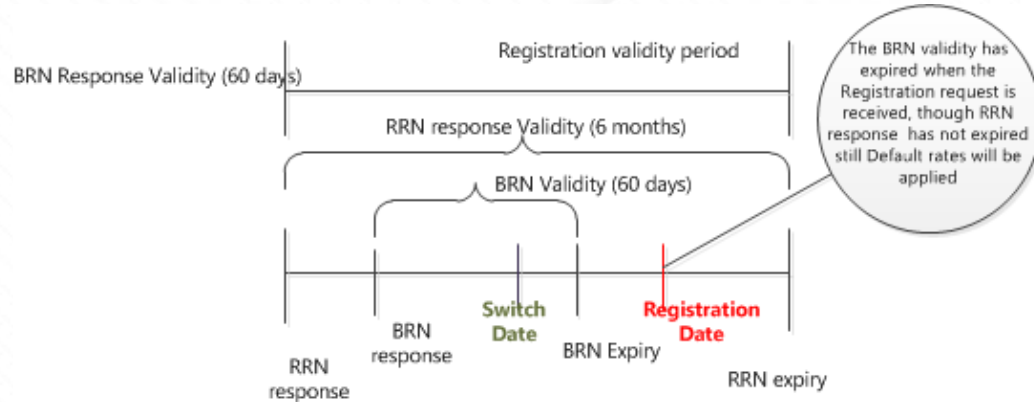 Registration validity period
BRN Response Validity (60 days)
RRN response Validity (6 months)
BRN Validity (60 days)
The BRN validity has
expired when the
Registration request is
received, though RRN
response has not expired
still Default rates will be
applied
Switch
Date
Registration
Date
BRN
response
BRN Expiry
RRN
response
RRN expiry